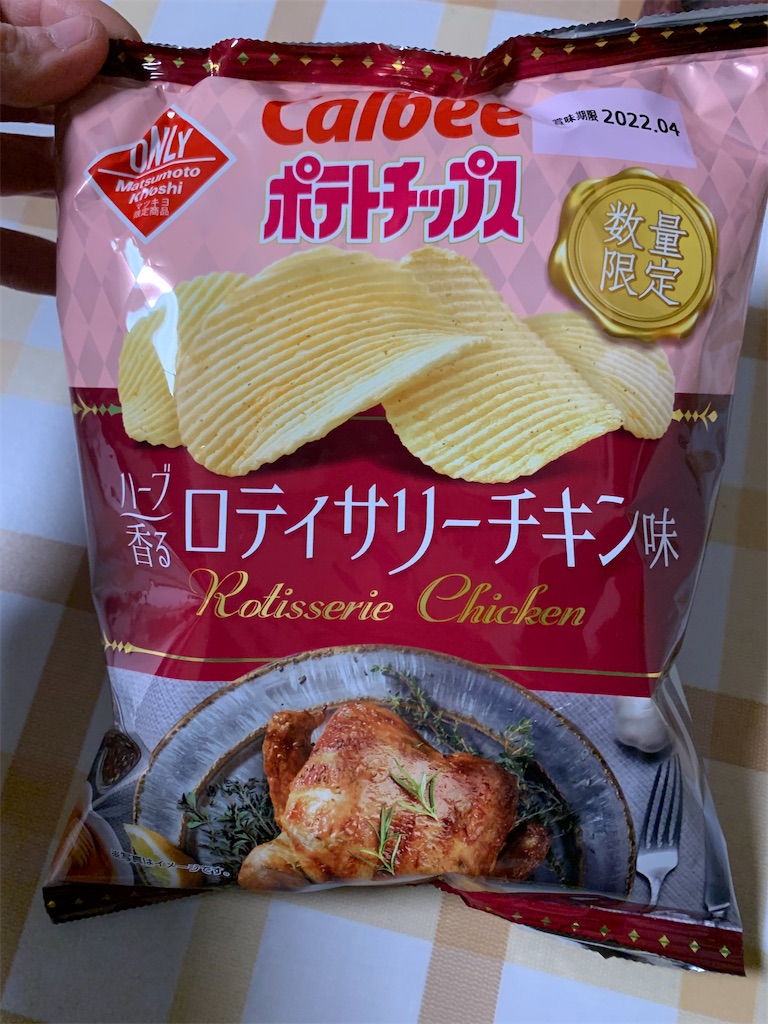 Calbee
ポテトチップス
賞味期限 2022.04
ONLY
Matsumoto
Kiyoshi
マツキヨ
限定商品
数量
限定
ハーブ
香る
ロティサリーチキン味
Rotisserie Chicken
※写真はイメージです。